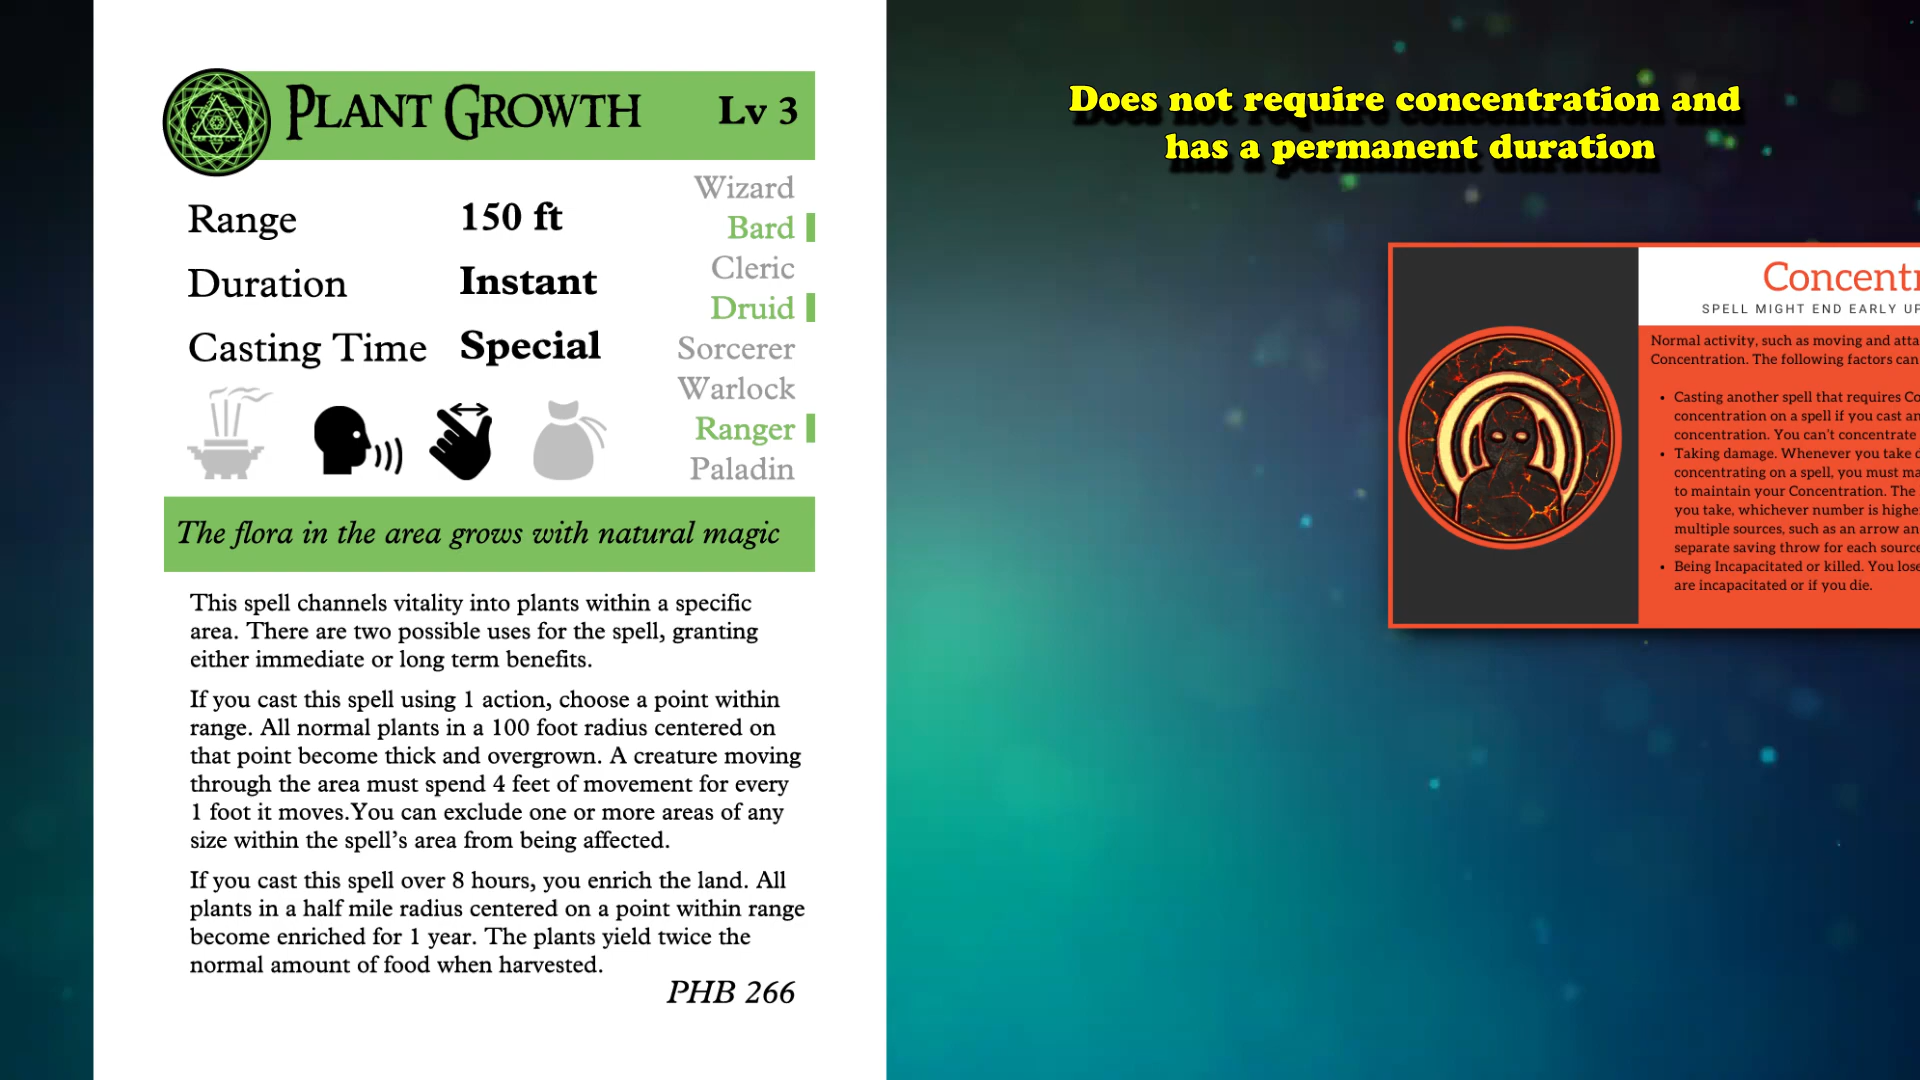 PLANT GROWTH
Lv 3
Range 150 ft
Duration Instant
Casting Time Special
Wizard
Bard
Cleric
Druid
Sorcerer
Warlock
Ranger
Paladin
The flora in the area grows with natural magic
This spell channels vitality into plants within a specific
area. There are two possible uses for the spell, granting
either immediate or long term benefits.
If you cast this spell using 1 action, choose a point within
range. All normal plants in a 100 foot radius centered on
that point become thick and overgrown. A creature moving
through the area must spend 4 feet of movement for every
1 foot it moves.You can exclude one or more areas of any
size within the spell's area from being affected.
If you cast this spell over 8 hours, you enrich the land. All
plants in a half mile radius centered on a point within range
become enriched for 1 year. The plants yield twice the
normal amount of food when harvested.
PHB 266
Does not require concentration and
has a permanent duration
SPELL MIGHT END EARLY
Normal activity, such as moving and
Concentration. The following factors can
• Casting another spell that requires
concentration on a spell if you cast
concentration. You can't concentrate
• Taking damage. Whenever you take
concentrating on a spell, you must
to maintain your Concentration. The
you take, whichever number is
multiple sources, such as an arrow
separate saving throw for each
• Being Incapacitated or killed. You
are incapacitated or if you die.